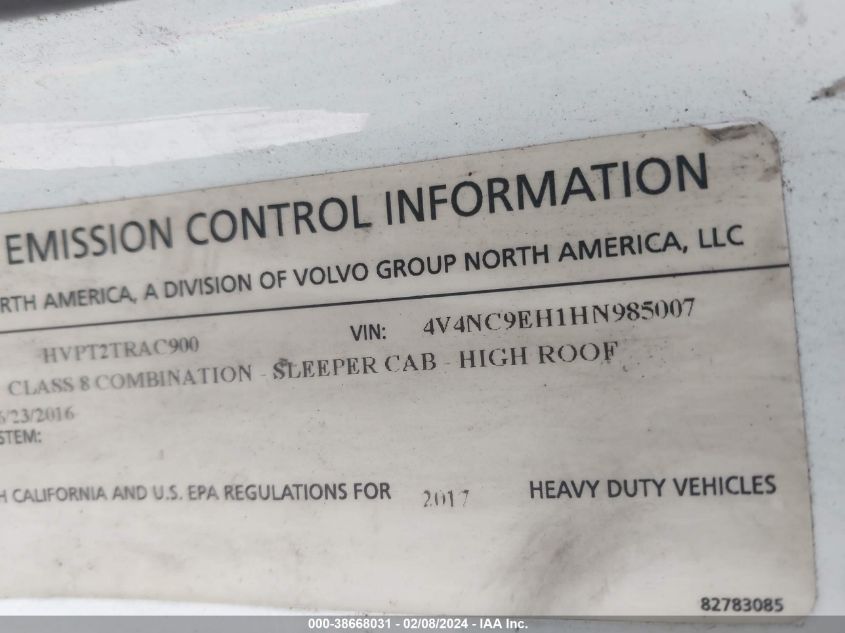 EMISSION CONTROL INFORMATION
RTH AMERICA, A DIVISION OF VOLVO GROUP NORTH AMERICA, LLC
HVPT2TRAC900 VIN: 4V4NC9EH1HN985007
CLASS 8 COMBINATION - SLEEPER CAB - HIGH ROOF
6/23/2016
STEM:
H CALIFORNIA AND U.S. EPA REGULATIONS FOR 2017 HEAVY DUTY VEHICLES
82783085
000-38668031 - 02/08/2024 - IAA Inc.